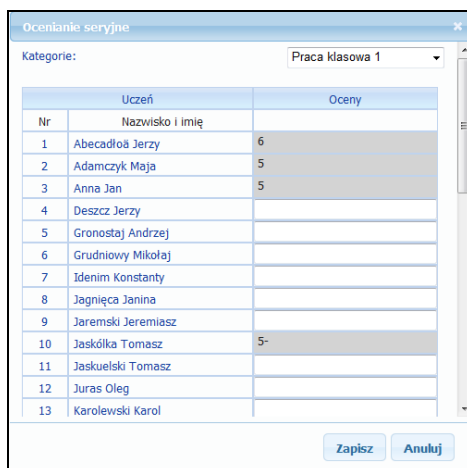 Ocenianie seryjne
Kategorie: Praca klasowa 1
Uczeń Oceny
Nr Nazwisko i imię
1 Abecadłoä Jerzy 6
2 Adamczyk Maja 5
3 Anna Jan 5
4 Deszcz Jerzy
5 Gronostaj Andrzej
6 Grudniowy Mikołaj
7 Idenim Konstanty
8 Jagnięca Janina
9 Jaremski Jeremiasz
10 Jaskólka Tomasz 5-
11 Jaskuelski Tomasz
12 Juras Oleg
13 Karolewski Karol
Zapisz Anuluj